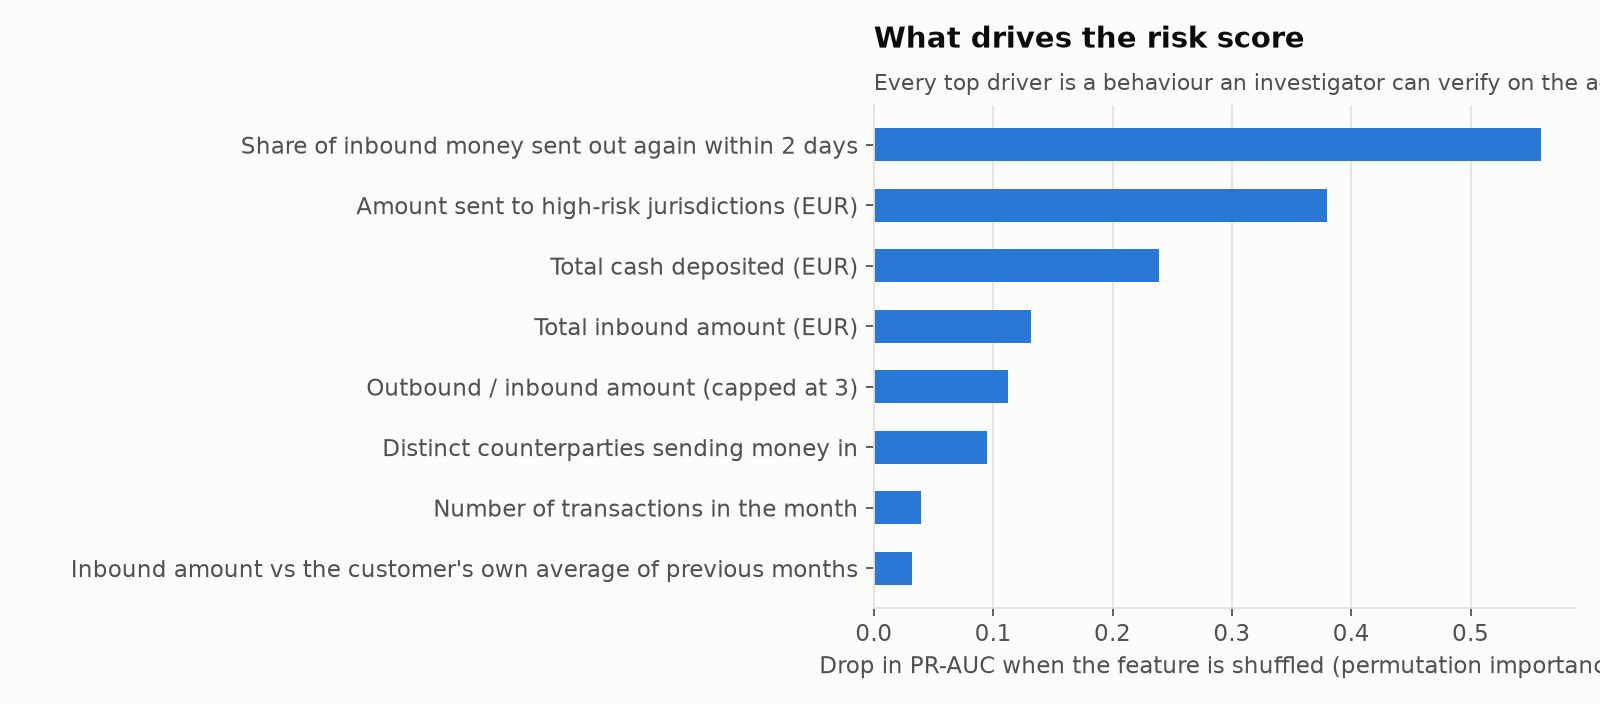 What drives the risk score
Every top driver is a behaviour an investigator can verify on the
Share of inbound money sent out again within 2 days
Amount sent to high-risk jurisdictions (EUR)
Total cash deposited (EUR)
Total inbound amount (EUR)
Outbound / inbound amount (capped at 3)
Distinct counterparties sending money in
Number of transactions in the month
Inbound amount vs the customer's own average of previous months
0.0 0.1 0.2 0.3 0.4 0.5
Drop in PR-AUC when the feature is shuffled (permutation